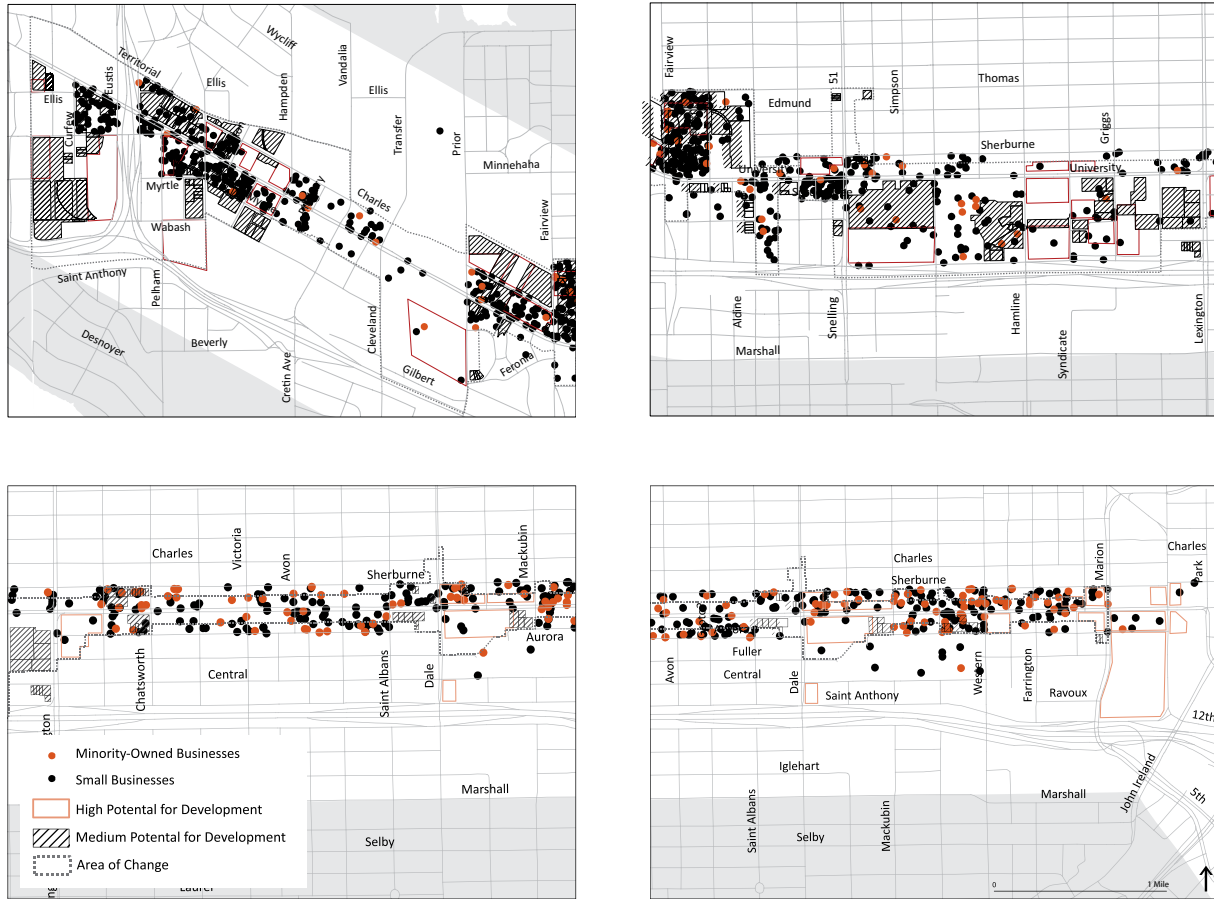 Wycliff
Territorial
Vandalia
Ellis
Eustis
Hampden
Ellis
Ellis
Curfew
Transfer
Prior
Minnehaha
Myrtle
Charles
Wabash
Fairview
Saint Anthony
Pelham
Cleveland
Desnoyer
Beverly
Cretin Ave
Gilbert
Feronia
Fairview
51
Simpson
Thomas
Edmund
Griggs
Sherburne
University
University
Aldine
Snelling
Hamline
Lexington
Marshall
Syndicate
Charles
Victoria
Avon
Sherburne
Mackubin
Aurora
Chatsworth
Central
Saint Albans
Dale
Minority-Owned Businesses
Small Businesses
High Potential for Development
Medium Potential for Development
Area of Change
Marshall
Selby
Charles
Sherburne
Marion
Charles
Park
Avon
Fuller
Central
Dale
Saint Anthony
Western
Farrington
Ravoux
12th
Iglehart
John Ireland
5th
Saint Albans
Selby
Mackubin
Marshall
0 1 Mile